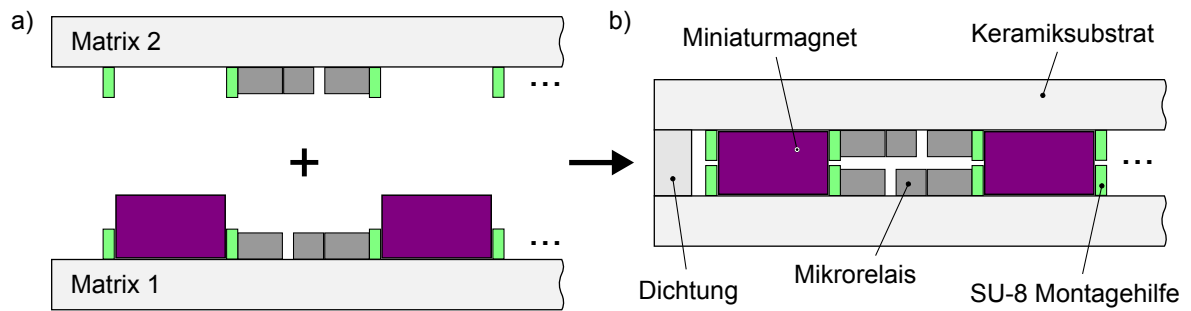 a)
Matrix 2
+
...
Matrix 1
...
b)
Miniaturmagnet
Keramiksubstrat
...
Dichtung
Mikrorelais
SU-8 Montagehilfe